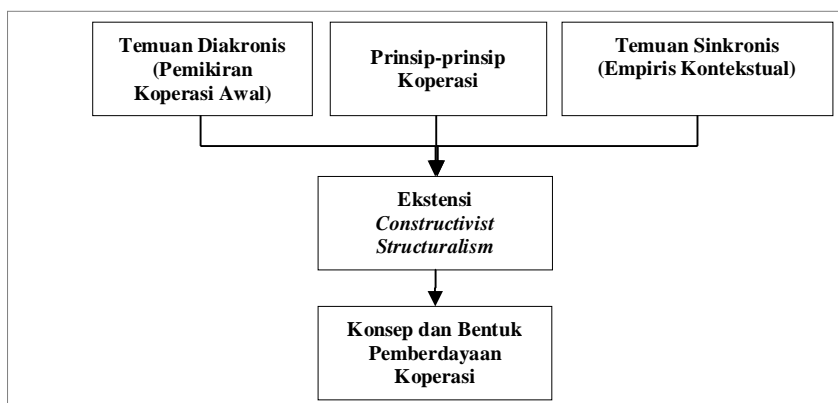 Temuan Diakronis
(Pemikiran
Koperasi Awal)
Prinsip-prinsip
Koperasi
Temuan Sinkronis
(Empiris Kontekstual)
Ekstensi
Constructivist
Structuralism
Konsep dan Bentuk
Pemberdayaan
Koperasi